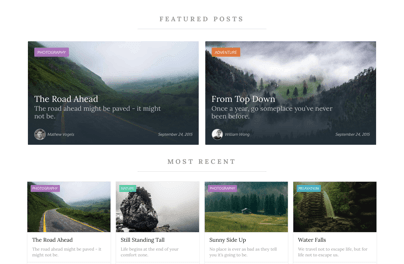 FEATURED POSTS
PHOTOGRAPHY
The Road Ahead
The road ahead might be paved - it might
not be.
Mathew Vogels
September 24, 2015
ADVENTURE
From Top Down
Once a year, go someplace you've never
been before.
William Wong
September 24, 2015
MOST RECENT
PHOTOGRAPHY
The Road Ahead
The road ahead might be paved - it
might not be.
NATURE
Still Standing Tall
Life begins at the end of your
comfort zone.
PHOTOGRAPHY
Sunny Side Up
No place is ever as bad as they tell
you it's going to be.
RELAXATION
Water Falls
We travel not to escape life, but for
life not to escape us.